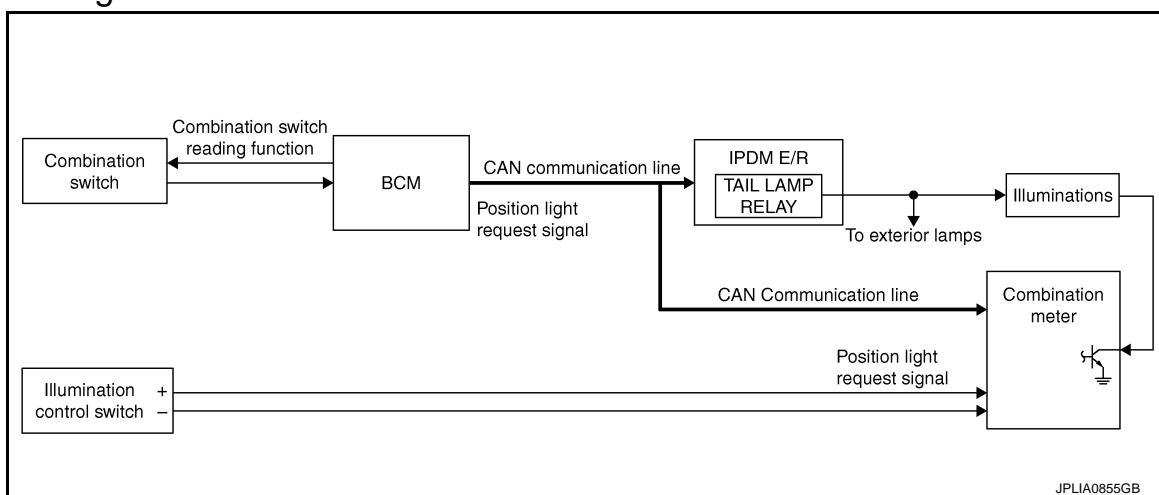 Combination
switch
Combination switch
reading function
BCM
CAN communication line
Position light
request signal
IPDM E/R
TAIL LAMP
RELAY
To exterior lamps
Illuminations
CAN Communication line
Combination
meter
Position light
request signal
Illumination +
control switch –
JPLIA0855GB